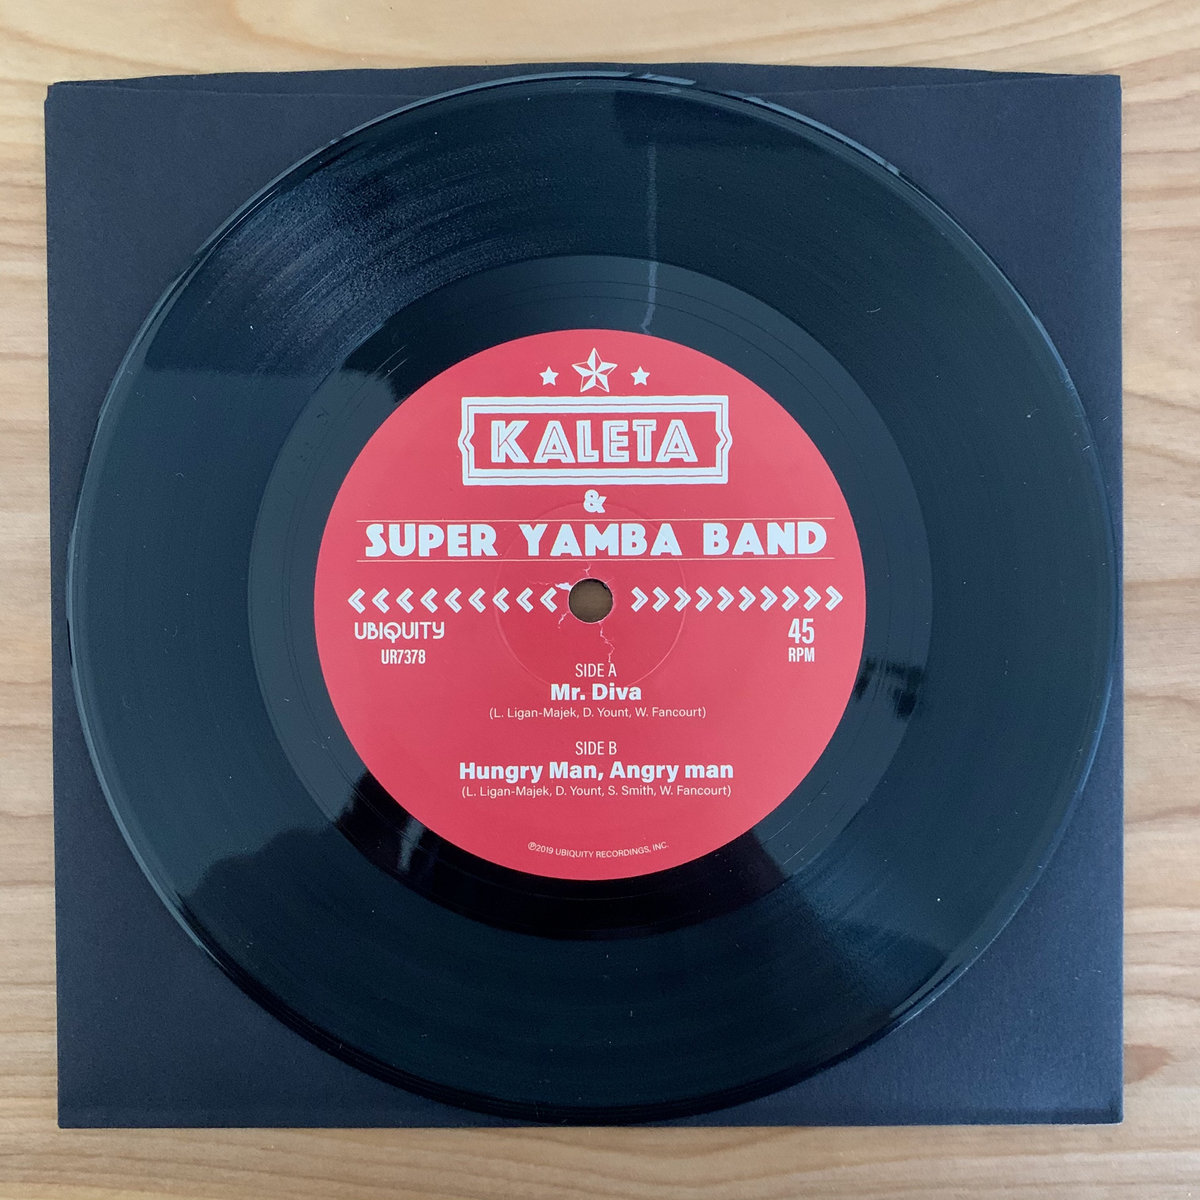 KALETA
&
SUPER YAMBA BAND
UBIQUITY
UR7378
45
RPM
SIDE A
Mr. Diva
(L. Ligan-Majek, D. Yount, W. Fancourt)
SIDE B
Hungry Man, Angry man
(L. Ligan-Majek, D. Yount, S. Smith, W. Fancourt)
℗2019 UBIQUITY RECORDINGS, INC.